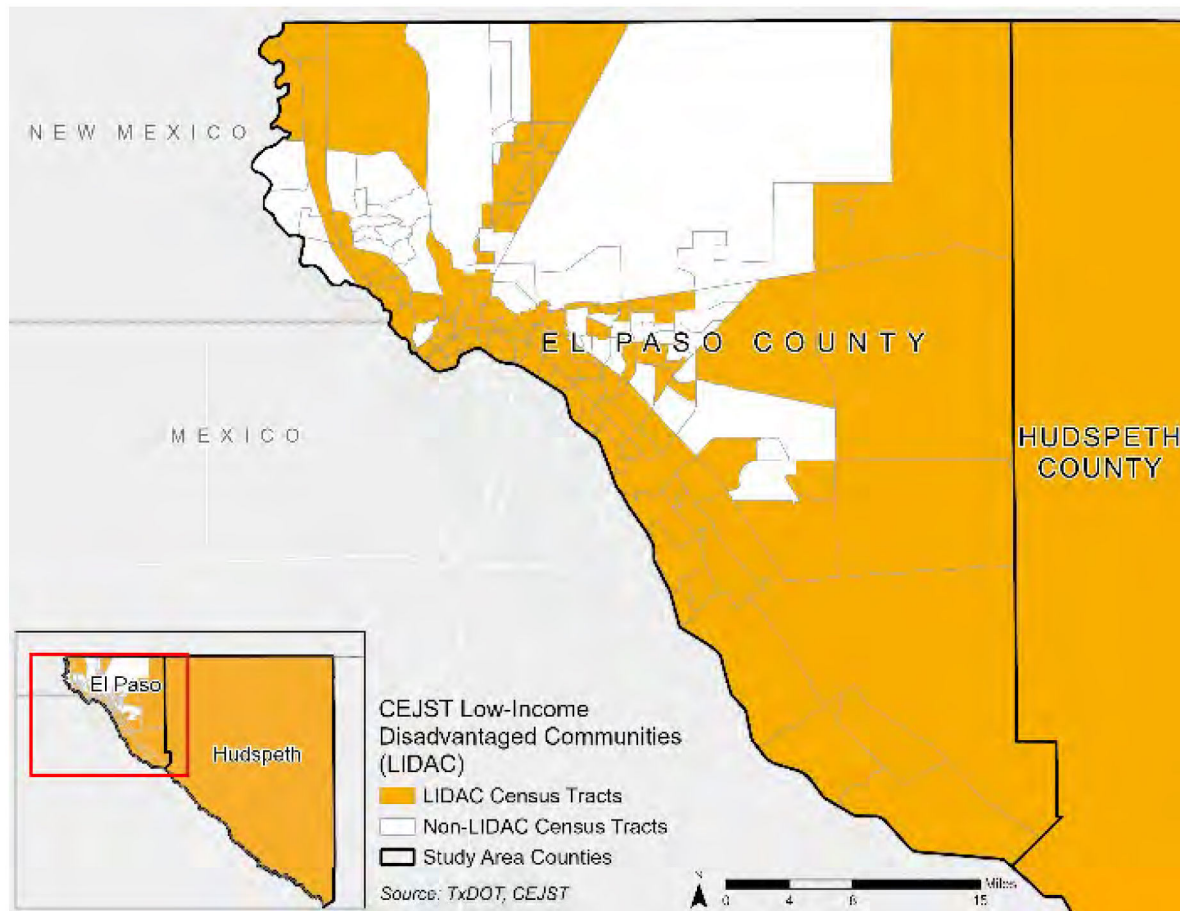 NEW MEXICO
EL PASO COUNTY
MEXICO
HUDSPETH
COUNTY
El Paso
Hudspeth
CEJST Low-Income
Disadvantaged Communities
(LIDAC)
LIDAC Census Tracts
Non-LIDAC Census Tracts
Study Area Counties
Source: TxDOT, CEJST
N
Miles
0 4 8 15